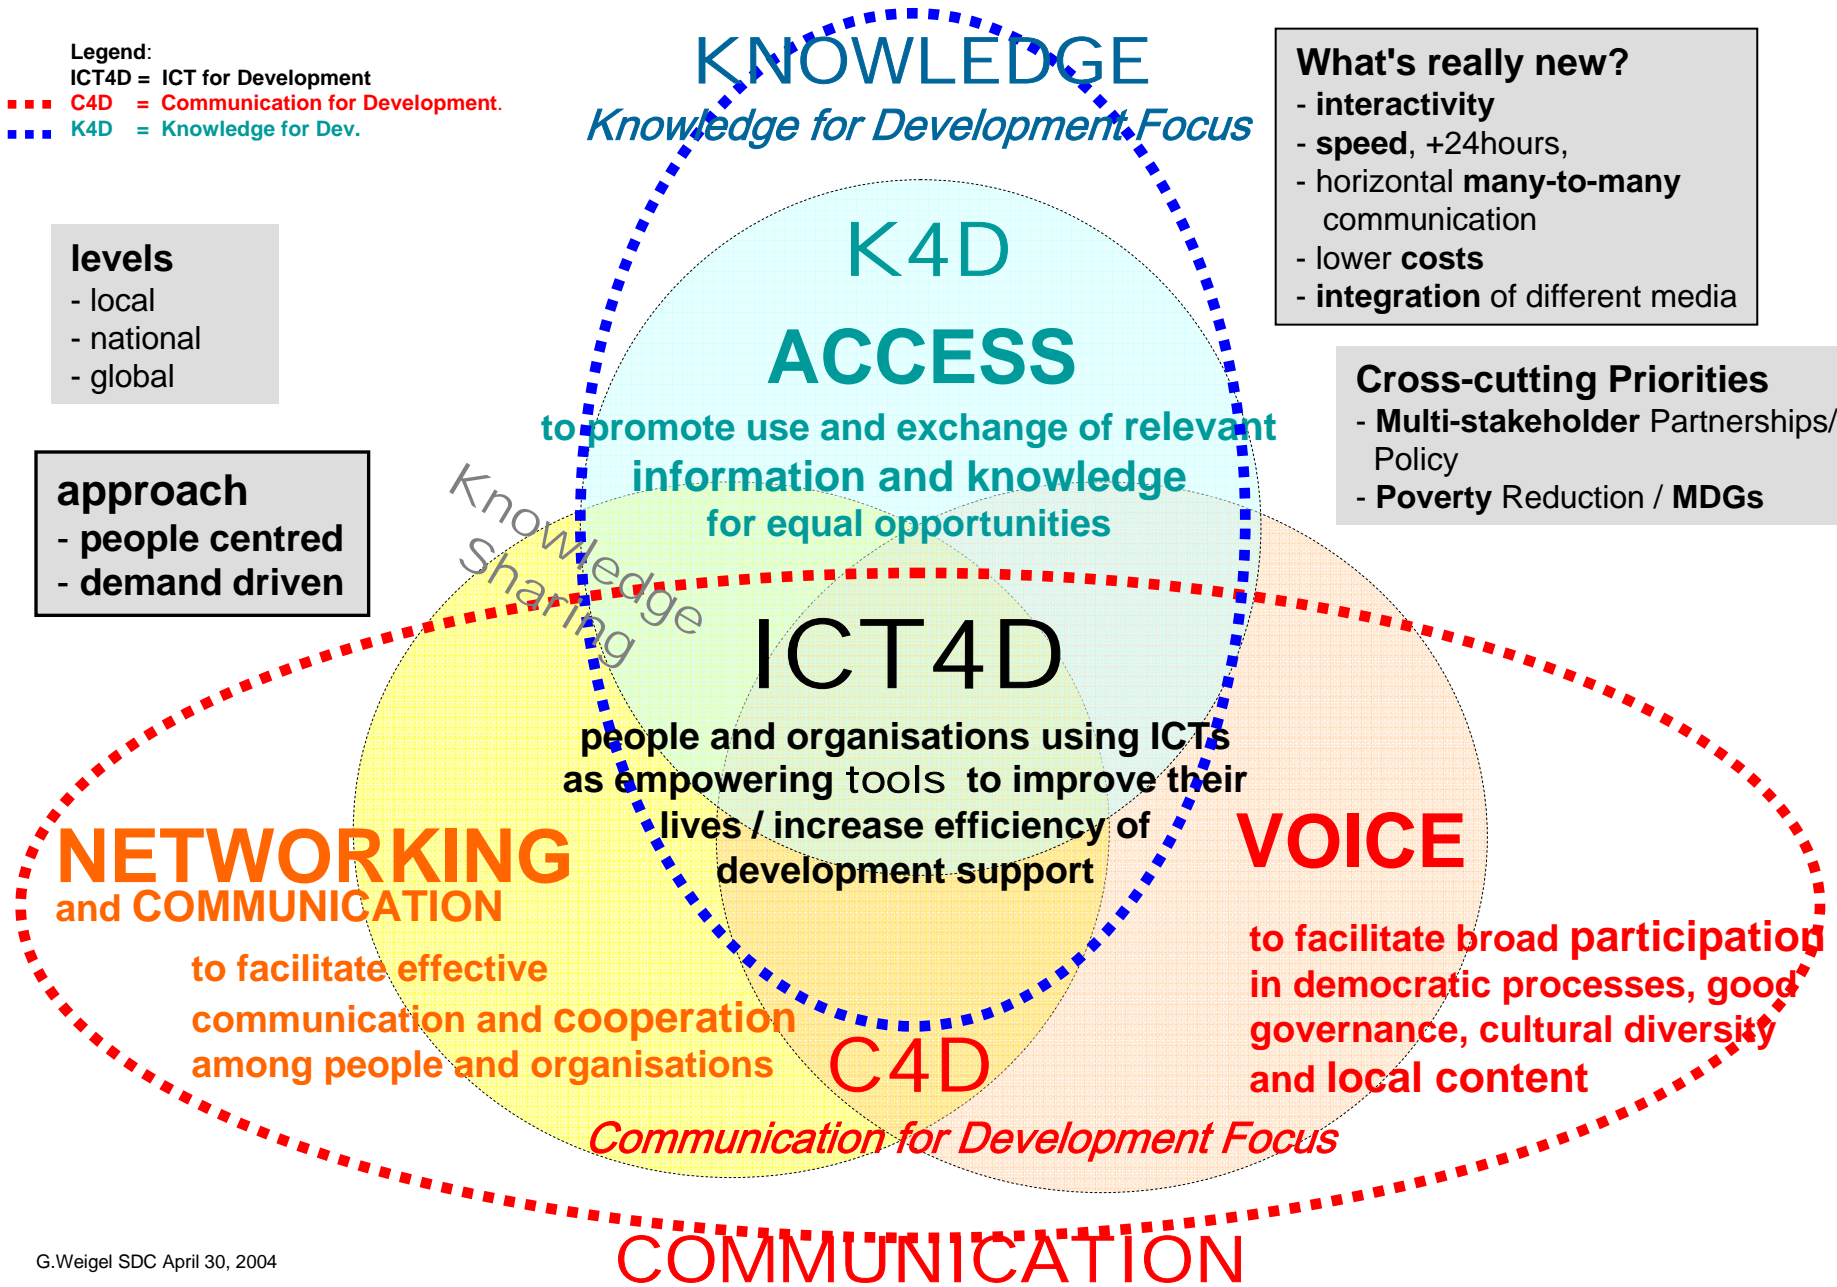 Legend:
ICT4D = ICT for Development
C4D = Communication for Development.
K4D = Knowledge for Dev.
KNOWLEDGE
Knowledge for Development Focus
What's really new?
- interactivity
- speed, +24hours,
- horizontal many-to-many
communication
- lower costs
- integration of different media
levels
- local
- national
- global
K4D
ACCESS
to promote use and exchange of relevant
information and knowledge
for equal opportunities
Cross-cutting Priorities
- Multi-stakeholder Partnerships/
Policy
- Poverty Reduction / MDGs
approach
- people centred
- demand driven
Knowledge
Sharing
ICT4D
people and organisations using ICTs
as empowering tools to improve their
lives / increase efficiency of
development support
NETWORKING
and COMMUNICATION
to facilitate effective
communication and cooperation
among people and organisations
VOICE
to facilitate broad participation
in democratic processes, good
governance, cultural diversity
and local content
C4D
Communication for Development Focus
COMMUNICATION
G.Weigel SDC April 30, 2004